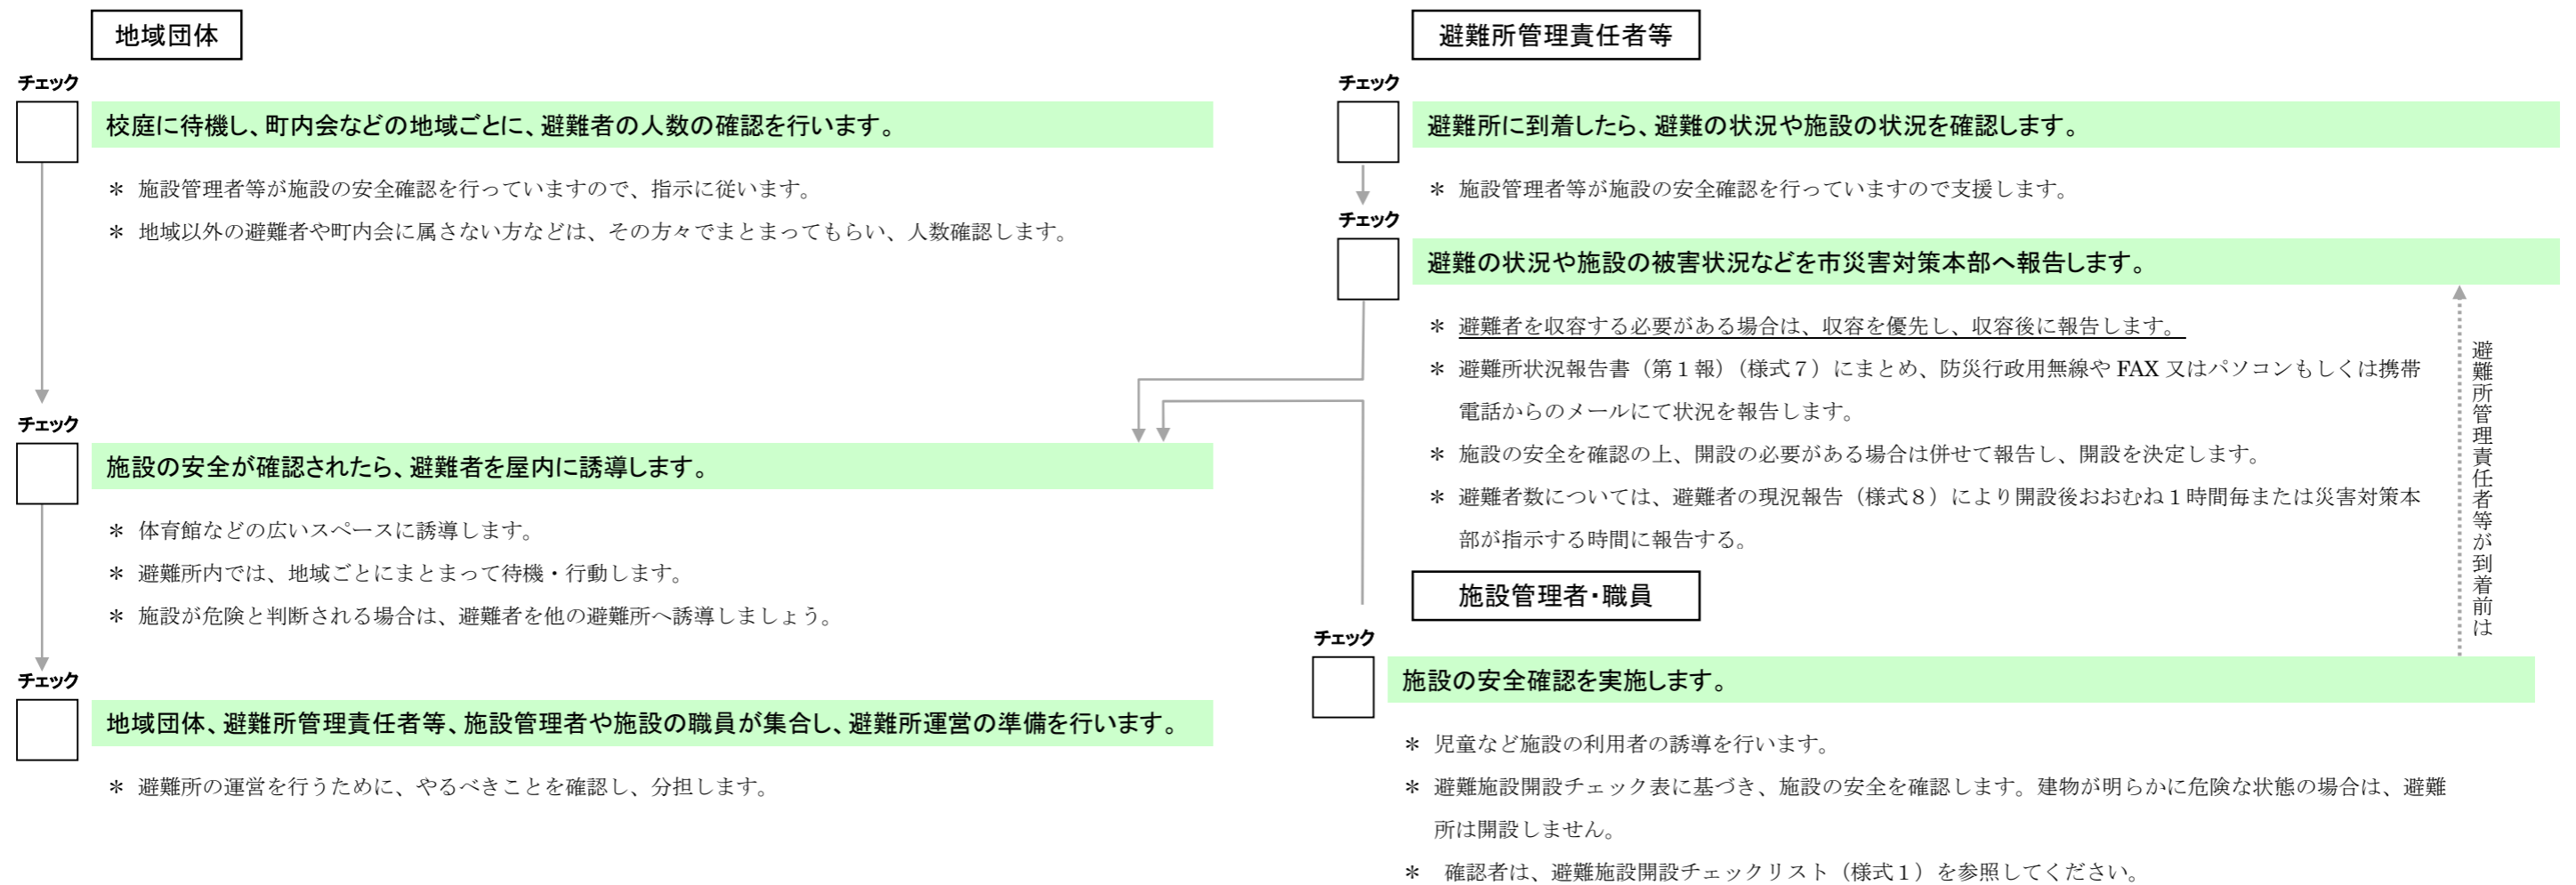 地域団体
チェック
校庭に待機し、町内会などの地域ごとに、避難者の人数の確認を行います。
＊ 施設管理者等が施設の安全確認を行っていますので、指示に従います。
＊ 地域以外の避難者や町内会に属さない方などは、その方々でまとまってもらい、人数確認します。
チェック
施設の安全が確認されたら、避難者を屋内に誘導します。
＊ 体育館などの広いスペースに誘導します。
＊ 避難所内では、地域ごとにまとまって待機・行動します。
＊ 施設が危険と判断される場合は、避難者を他の避難所へ誘導しましょう。
チェック
地域団体、避難所管理責任者等、施設管理者や施設の職員が集合し、避難所運営の準備を行います。
＊ 避難所の運営を行うために、やるべきことを確認し、分担します。
避難所管理責任者等
チェック
避難所に到着したら、避難の状況や施設の状況を確認します。
＊ 施設管理者等が施設の安全確認を行っていますので支援します。
チェック
避難の状況や施設の被害状況などを市災害対策本部へ報告します。
＊ 避難者を収容する必要がある場合は、収容を優先し、収容後に報告します。
＊ 避難所状況報告書（第１報）（様式７）にまとめ、防災行政用無線や FAX 又はパソコンもしくは携帯
電話からのメールにて状況を報告します。
＊ 施設の安全を確認の上、開設の必要がある場合は併せて報告し、開設を決定します。
＊ 避難者数については、避難者の現況報告（様式８）により開設後おおむね１時間毎または災害対策本
部が指示する時間に報告する。
避難所管理責任者等が到着前は
施設管理者・職員
チェック
施設の安全確認を実施します。
＊ 児童など施設の利用者の誘導を行います。
＊ 避難施設開設チェック表に基づき、施設の安全を確認します。建物が明らかに危険な状態の場合は、避難
所は開設しません。
＊ 確認者は、避難施設開設チェックリスト（様式１）を参照してください。